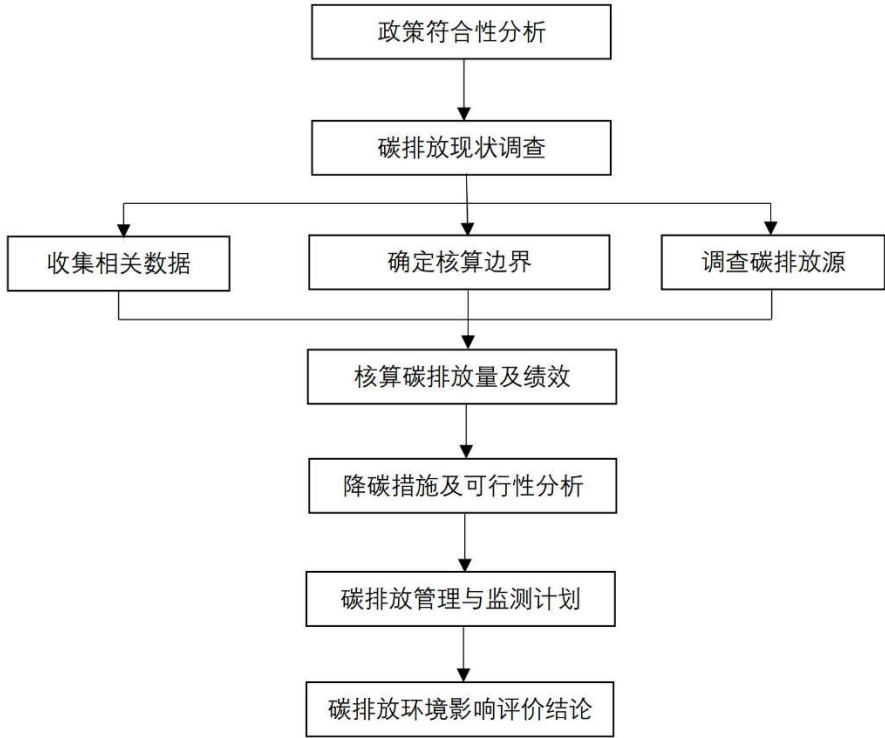 政策符合性分析
碳排放现状调查
收集相关数据
确定核算边界
调查碳排放源
核算碳排放量及绩效
降碳措施及可行性分析
碳排放管理与监测计划
碳排放环境影响评价结论